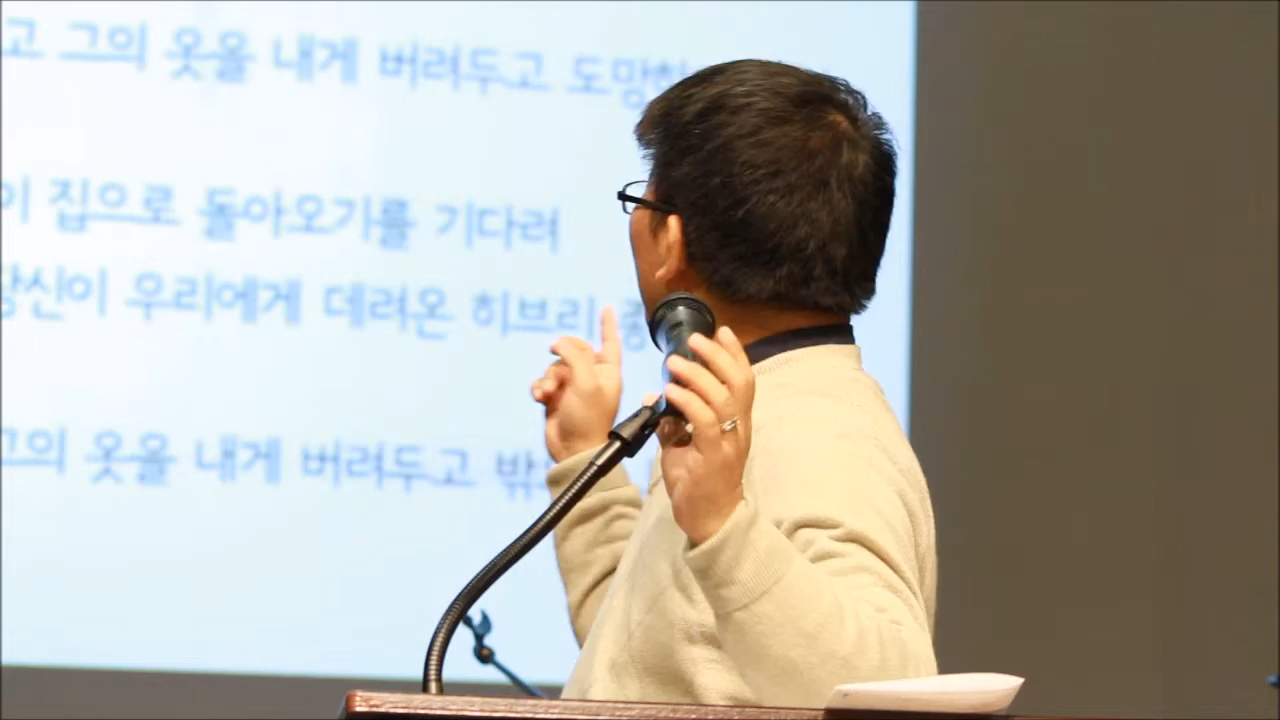 고 그의 옷을 내게 버려두고 도망
이 집으로 돌아오기를 기다려
당신이 우리에게 데려온 히브리 종
그의 옷을 내게 버려두고 밖